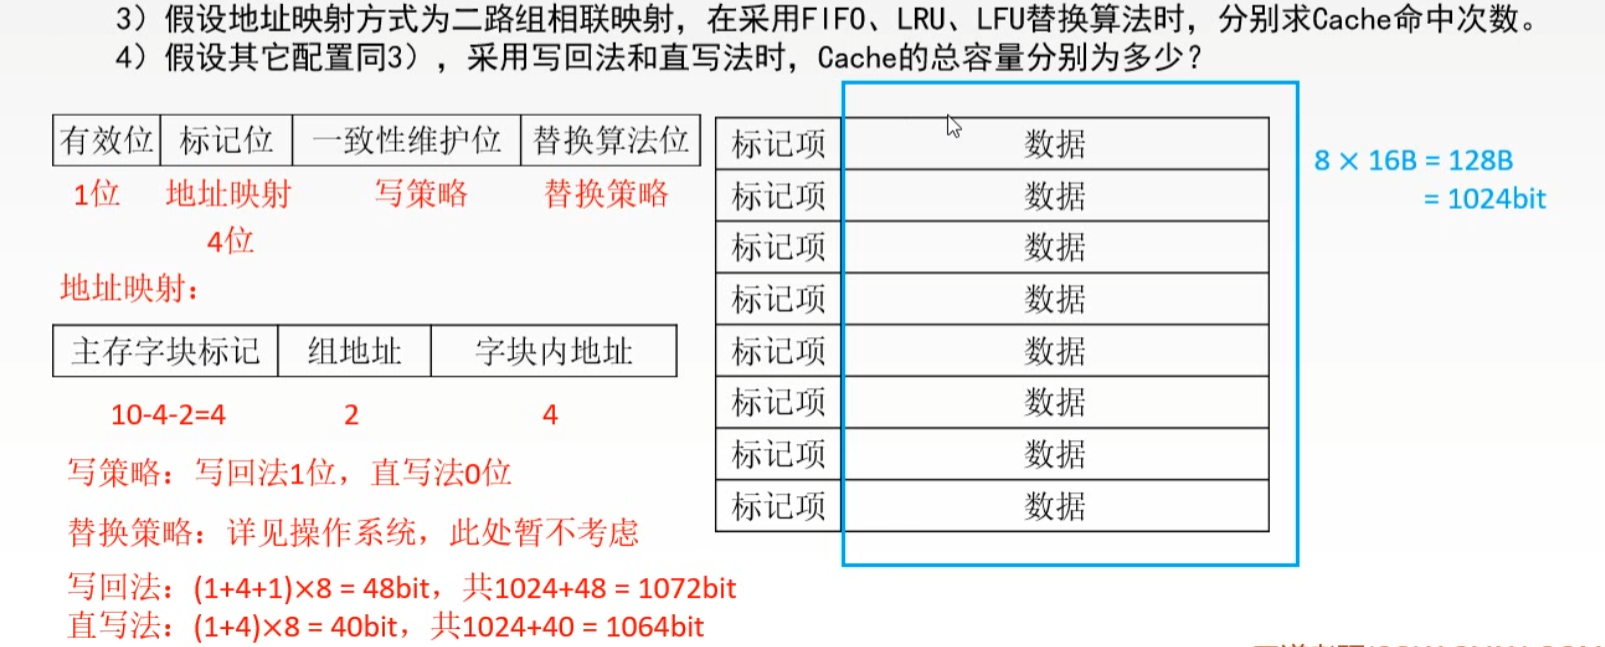 3）假设地址映射方式为二路组相联映射，在采用FIFO、LRU、LFU替换算法时，分别求Cache命中次数。
4）假设其它配置同3），采用写回法和直写法时，Cache的总容量分别为多少？
有效位 标记位 一致性维护位 替换算法位
1位 地址映射 写策略 替换策略
4位
地址映射：
主存字块标记 组地址 字块内地址
10-4-2=4 2 4
写策略：写回法1位，直写法0位
替换策略：详见操作系统，此处暂不考虑
写回法：(1+4+1)×8 = 48bit，共1024+48 = 1072bit
直写法：(1+4)×8 = 40bit，共1024+40 = 1064bit
标记项 数据
标记项 数据
标记项 数据
标记项 数据
标记项 数据
标记项 数据
标记项 数据
标记项 数据
8 × 16B = 128B
= 1024bit